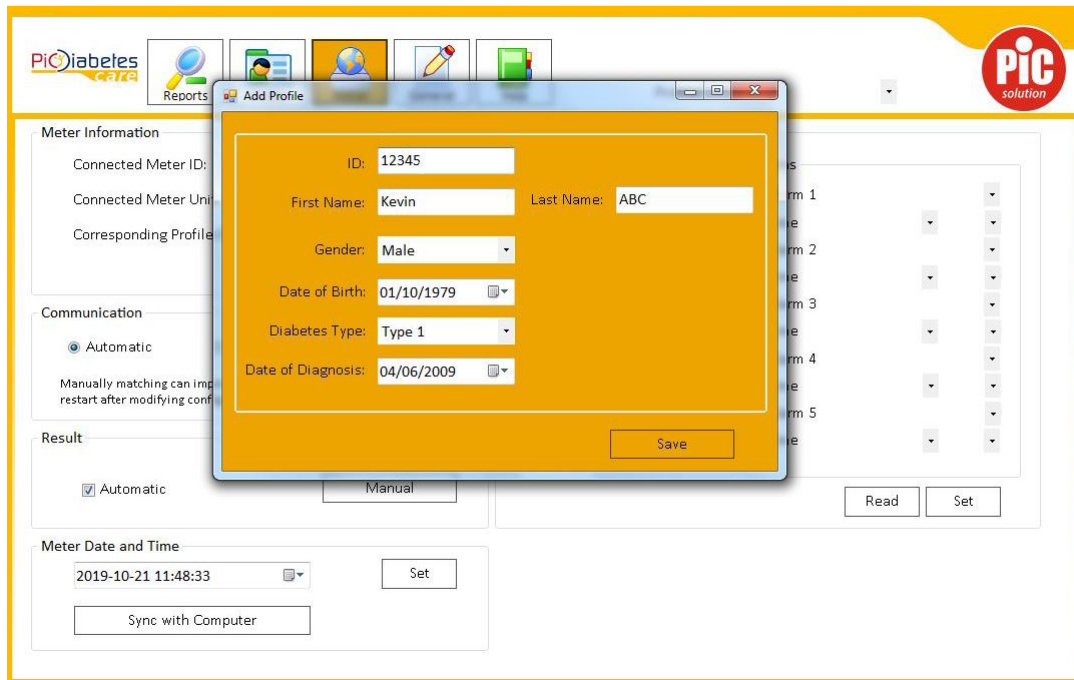 PiC Diabetes
care
Reports
Add Profile
PiC
solution
Meter Information
Connected Meter ID:
Connected Meter Uni
Corresponding Profile
ID: 12345
First Name: Kevin Last Name: ABC
Gender: Male
Date of Birth: 01/10/1979
Diabetes Type: Type 1
Date of Diagnosis: 04/06/2009
Save
s
rm 1
e
rm 2
e
rm 3
e
rm 4
e
rm 5
e
Communication
Automatic
Manually matching can imp
restart after modifying conf
Result
Automatic
Manual
Read Set
Meter Date and Time
2019-10-21 11:48:33 Set
Sync with Computer